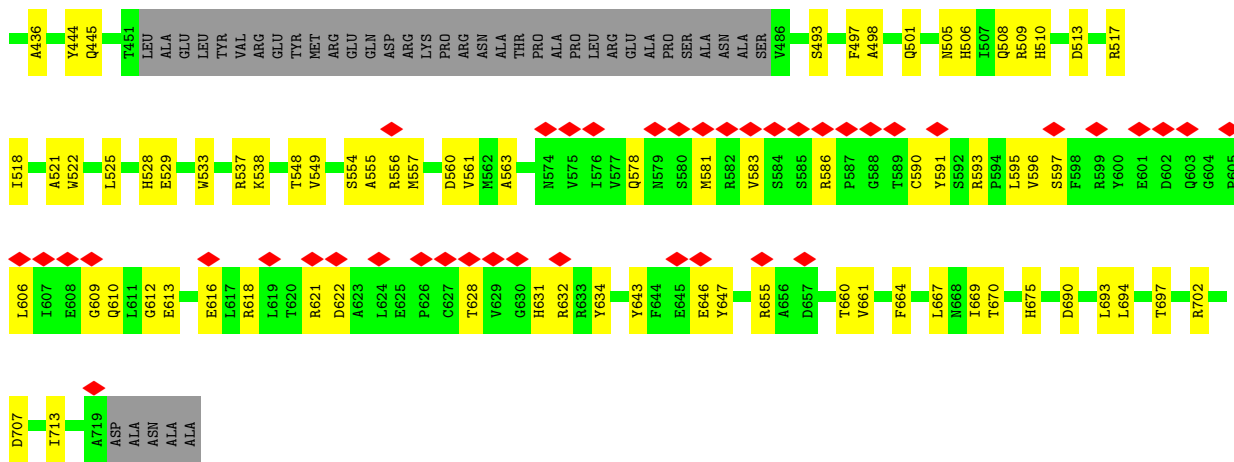 A436 Y444 Q445 T451 LEU ALA GLU LEU TYR VAL ARG GLU TYR MET ARG GLU GLN ASP ARG LYS PRO ARG ASN ALA THR PRO ALA PRO LEU ARG GLU ALA PRO SER ALA ASN ALA SER V486 S493 F497 A498 Q501 N505 H506 I507 Q508 R509 H510 D513 R517
I518 A521 W522 L525 H528 E529 W533 R537 K538 T548 V549 S554 A555 R556 M557 D560 V561 M562 A563 N574 V575 I576 V577 Q578 N579 S580 M581 R582 V583 S584 S585 R586 P587 G588 T589 C590 Y591 S592 R593 P594 L595 V596 S597 F598 R599 Y600 E601 D602 Q603 G604 P605
L606 I607 E608 G609 Q610 L611 G612 E613 E616 L617 R618 L619 T620 R621 D622 A623 L624 E625 P626 C627 T628 V629 G630 H631 R632 R633 Y634 Y643 F644 E645 E646 Y647 R655 A656 D657 T660 V661 F664 L667 N668 I669 T670 H675 D690 L693 L694 T697 R702
D707 I713 A719 ASP ALA ASN ALA ALA